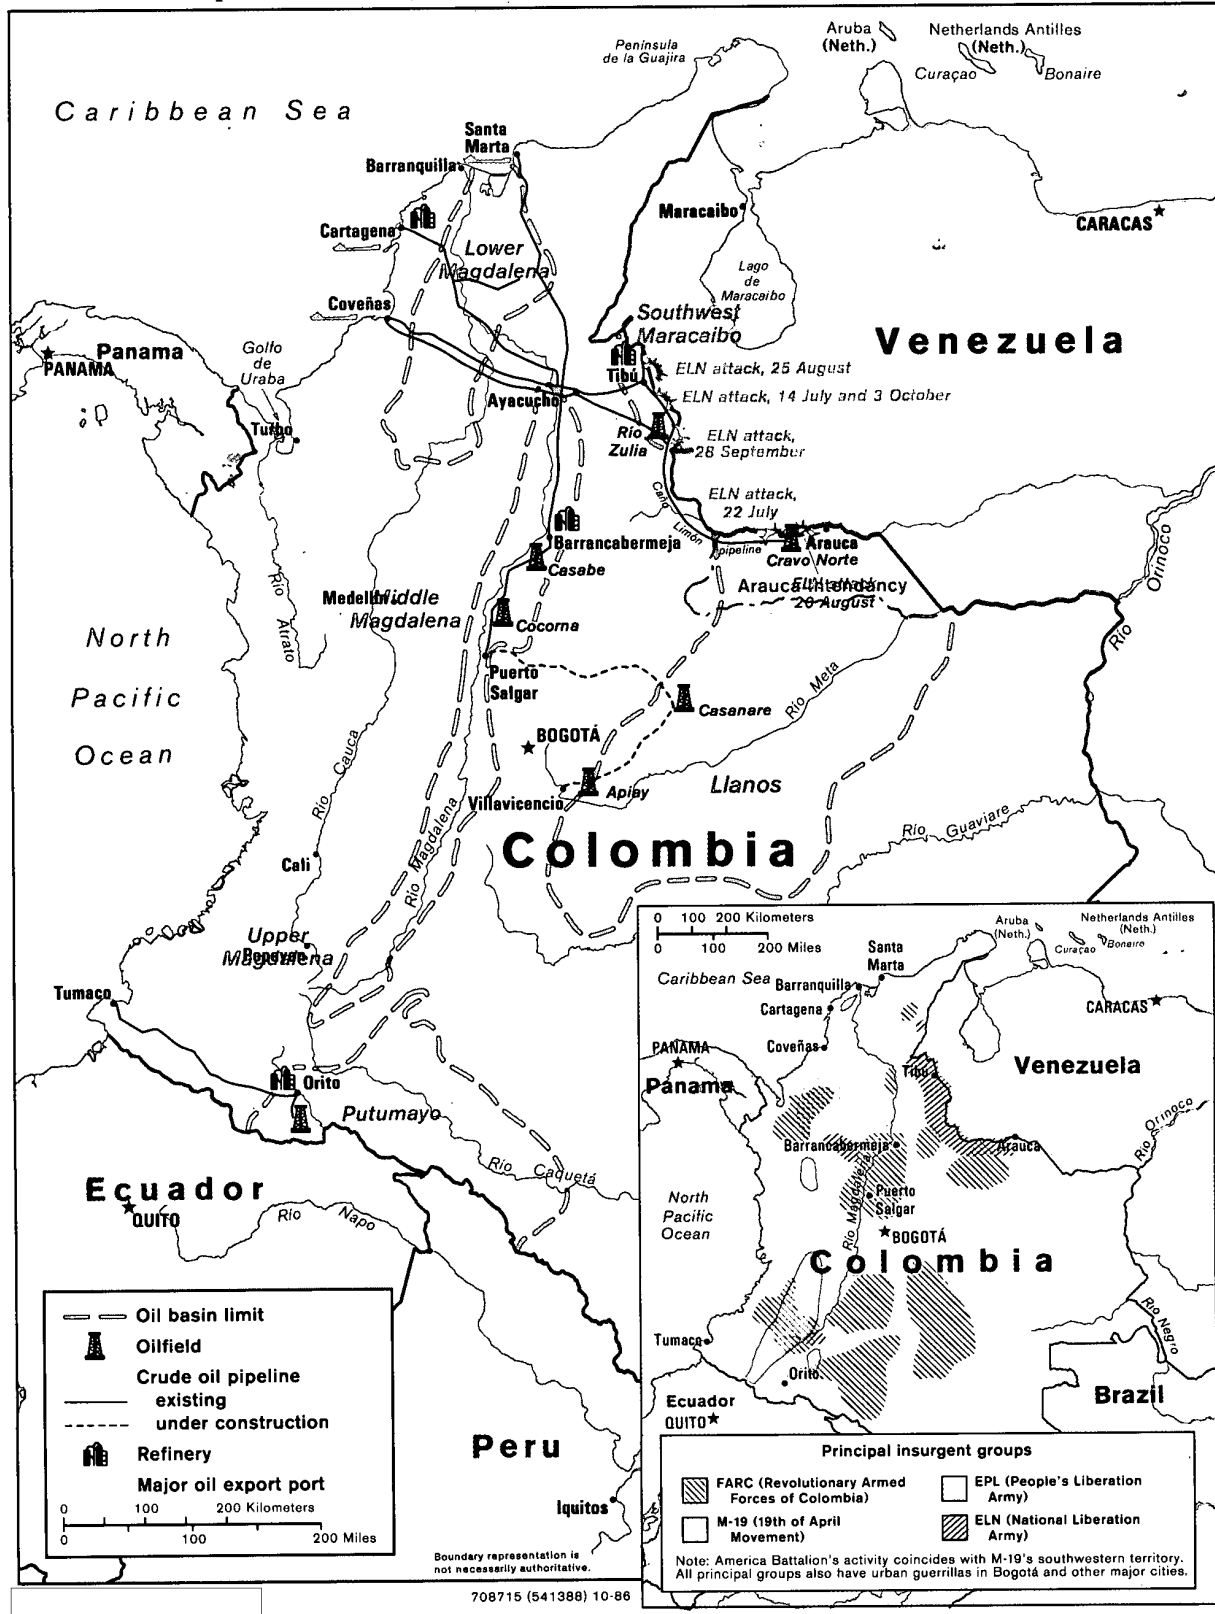 Aruba
(Neth.)
Netherlands Antilles
(Neth.)
Curaçao
Bonaire
Peninsula
de la Guajira
Caribbean Sea
Santa
Marta
Barranquilla
Maracaibo
CARACAS
Cartagena
Lower
Magdalena
Lago
de
Maracaibo
Coveñas
Southwest
Maracaibo
Venezuela
Panama
PANAMA
Golfo
de
Uraba
Tibú
ELN attack, 25 August
ELN attack, 14 July and 3 October
Ayacucho
Turbo
Río
Zulia
ELN attack,
28 September
ELN attack,
22 July
Caño
Limón
pipeline
Orinoco
Río
Barrancabermeja
Arauca
Cravo Norte
Casabe
Arauca Intendancy
ELN attack,
20 August
Río
Atrato
Medellín
Middle
Magdalena
Cocorna
North
Pacific
Ocean
Puerto
Salgar
Río Meta
Casanare
BOGOTÁ
Río Cauca
Llanos
Villavicencio
Apiay
Río Magdalena
Río Guaviare
Colombia
Cali
Upper
Magdalena
Popayán
Tumaco
Orito
Putumayo
Río Caquetá
Ecuador
QUITO
Río Napo
Peru
Iquitos
Oil basin limit
Oilfield
Crude oil pipeline
existing
under construction
Refinery
Major oil export port
0 100 200 Kilometers
0 100 200 Miles
Boundary representation is
not necessarily authoritative.
708715 (541388) 10-86
0 100 200 Kilometers
0 100 200 Miles
Aruba
(Neth.)
Netherlands Antilles
(Neth.)
Curaçao
Bonaire
Santa
Marta
Caribbean Sea
Barranquilla
Cartagena
CARACAS
Coveñas
PANAMA
Panama
Tibú
Venezuela
Río Orinoco
Barrancabermeja
Arauca
North
Pacific
Ocean
Río Magdalena
Puerto
Salgar
BOGOTÁ
Colombia
Río Negro
Tumaco
Orito
Ecuador
QUITO
Brazil
Principal insurgent groups
FARC (Revolutionary Armed
Forces of Colombia)
EPL (People's Liberation
Army)
M-19 (19th of April
Movement)
ELN (National Liberation
Army)
Note: America Battalion's activity coincides with M-19's southwestern territory.
All principal groups also have urban guerrillas in Bogotá and other major cities.